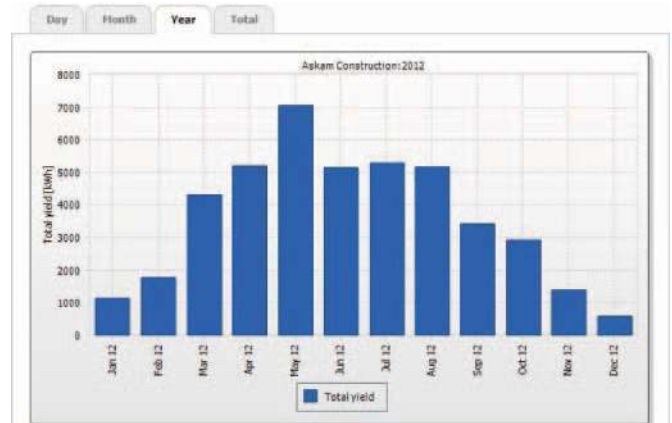 Day Month Year Total
Askam Construction: 2012
Total yield [kWh]
8000
7000
6000
5000
4000
3000
2000
1000
0
Jan 12 Feb 12 Mar 12 Apr 12 May 12 Jun 12 Jul 12 Aug 12 Sep 12 Oct 12 Nov 12 Dec 12
Total yield